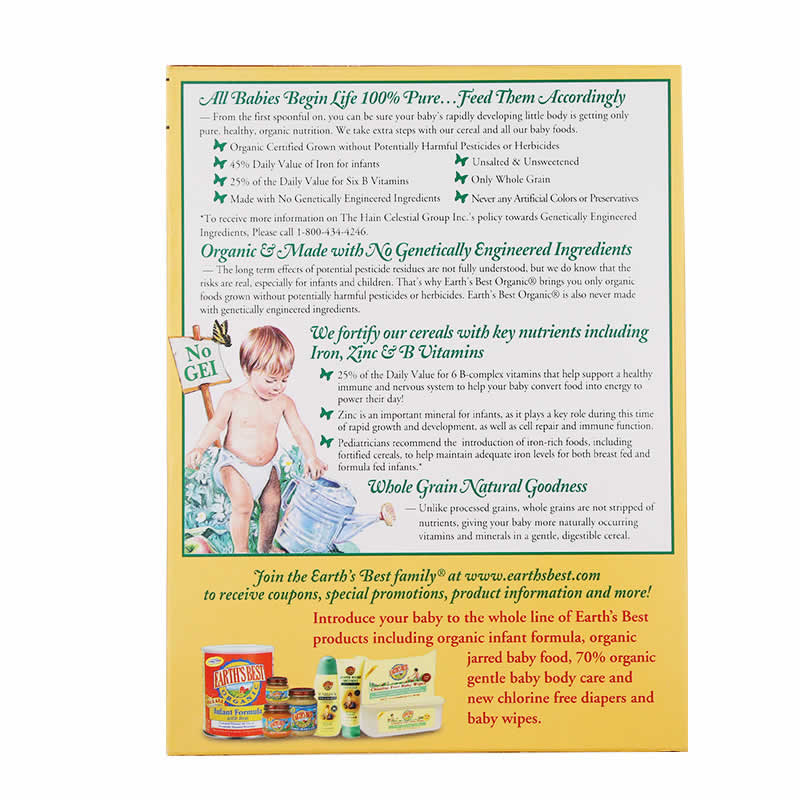 All Babies Begin Life 100% Pure...Feed Them Accordingly
— From the first spoonful on, you can be sure your baby's rapidly developing little body is getting only
pure, healthy, organic nutrition. We take extra steps with our cereal and all our baby foods.
Organic Certified Grown without Potentially Harmful Pesticides or Herbicides
45% Daily Value of Iron for infants
Unsalted & Unsweetened
25% of the Daily Value for Six B Vitamins
Only Whole Grain
Made with No Genetically Engineered Ingredients
Never any Artificial Colors or Preservatives
*To receive more information on The Hain Celestial Group Inc.'s policy towards Genetically Engineered
Ingredients, Please call 1-800-434-4246.
Organic & Made with No Genetically Engineered Ingredients
— The long term effects of potential pesticide residues are not fully understood, but we do know that the
risks are real, especially for infants and children. That's why Earth's Best Organic® brings you only organic
foods grown without potentially harmful pesticides or herbicides. Earth's Best Organic® is also never made
with genetically engineered ingredients.
No
GEI
We fortify our cereals with key nutrients including
Iron, Zinc & B Vitamins
25% of the Daily Value for 6 B-complex vitamins that help support a healthy
immune and nervous system to help your baby convert food into energy to
power their day!
Zinc is an important mineral for infants, as it plays a key role during this time
of rapid growth and development, as well as cell repair and immune function.
Pediatricians recommend the introduction of iron-rich foods, including
fortified cereals, to help maintain adequate iron levels for both breast fed and
formula fed infants.*
Whole Grain Natural Goodness
— Unlike processed grains, whole grains are not stripped of
nutrients, giving your baby more naturally occurring
vitamins and minerals in a gentle, digestible cereal.
Join the Earth's Best family® at www.earthsbest.com
to receive coupons, special promotions, product information and more!
Introduce your baby to the whole line of Earth's Best
products including organic infant formula, organic
jarred baby food, 70% organic
gentle baby body care and
new chlorine free diapers and
baby wipes.
EARTH'S BEST
ORGANIC
Infant Formula
Chlorine Free Baby Wipes